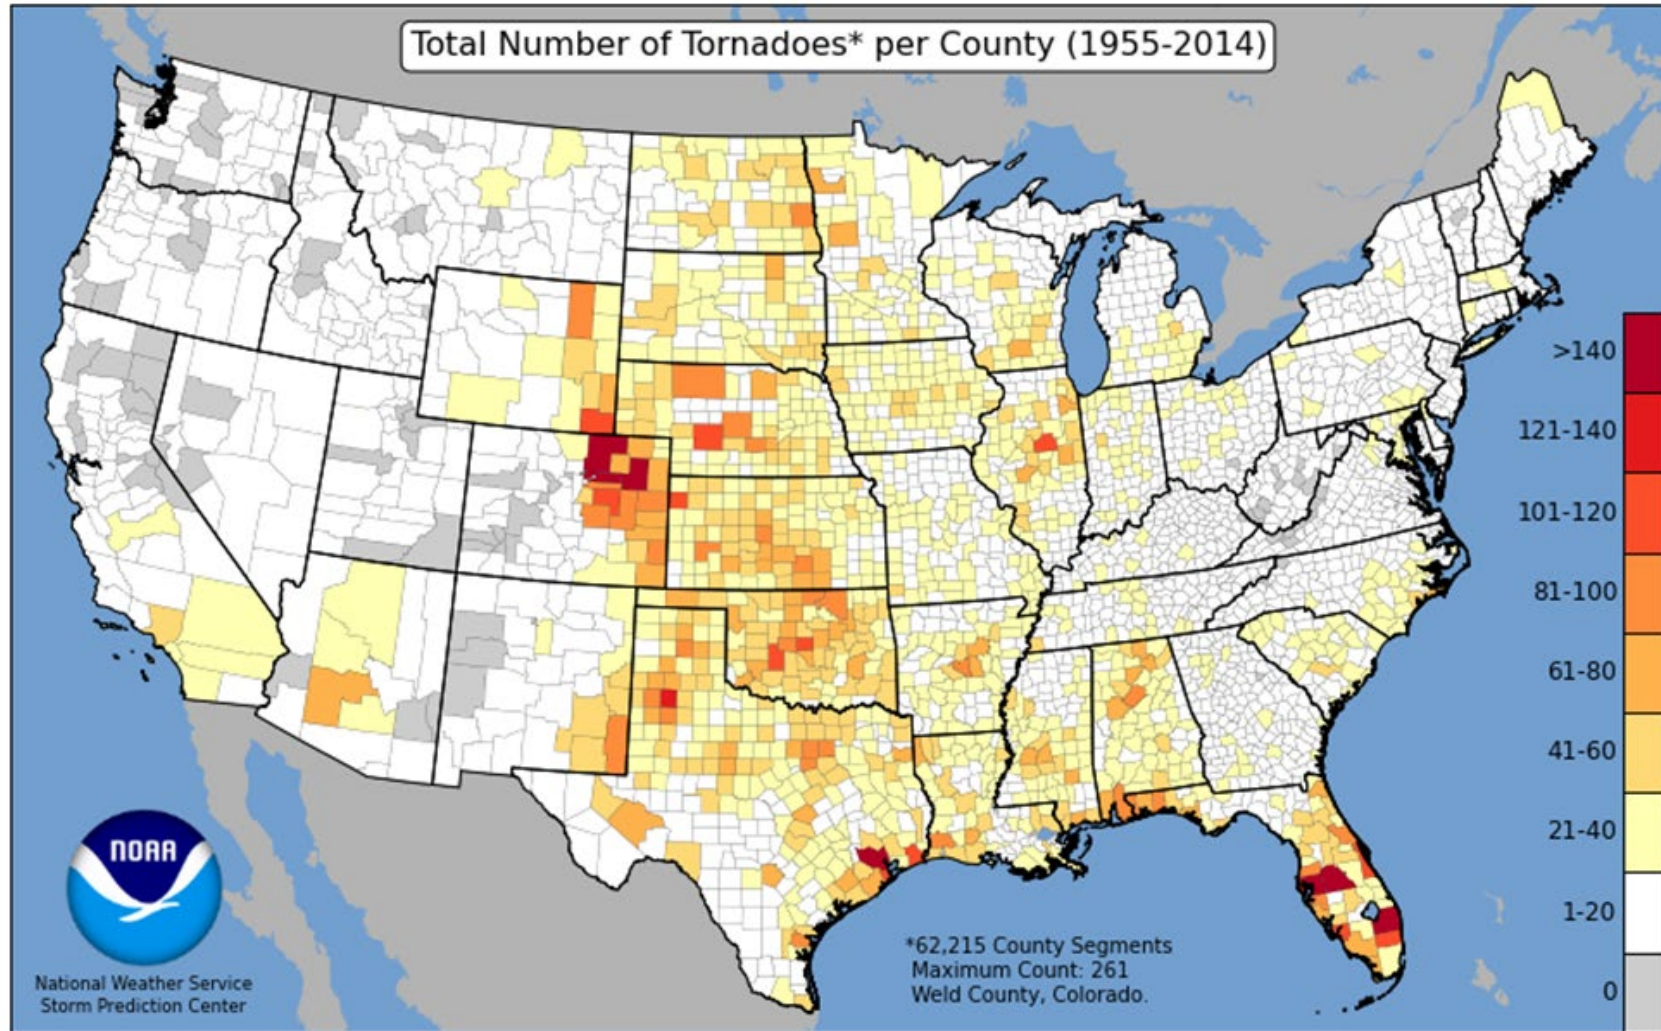 Total Number of Tornadoes* per County (1955-2014)
>140
121-140
101-120
81-100
61-80
41-60
21-40
1-20
0
NOAA
National Weather Service
Storm Prediction Center
*62,215 County Segments
Maximum Count: 261
Weld County, Colorado.